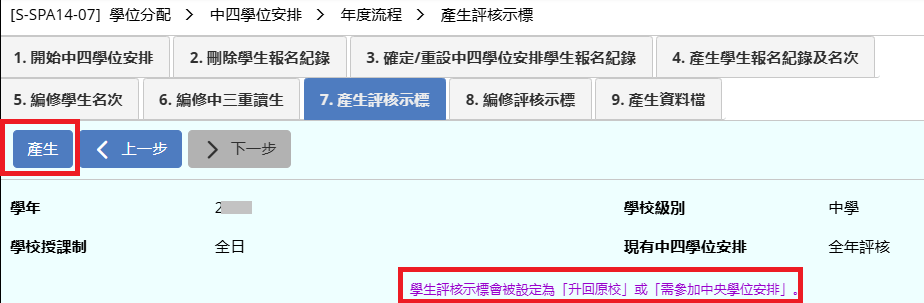 [S-SPA14-07] 學位分配 > 中四學位安排 > 年度流程 > 產生評核示標
1. 開始中四學位安排 2. 刪除學生報名紀錄 3. 確定/重設中四學位安排學生報名紀錄 4. 產生學生報名紀錄及名次
5. 編修學生名次 6. 編修中三重讀生 7. 產生評核示標 8. 編修評核示標 9. 產生資料檔
產生 < 上一步 > 下一步
學年 2 學校級別 中學
學校授課制 全日 現有中四學位安排 全年評核
學生評核示標會被設定為「升回原校」或「需參加中央學位安排」。